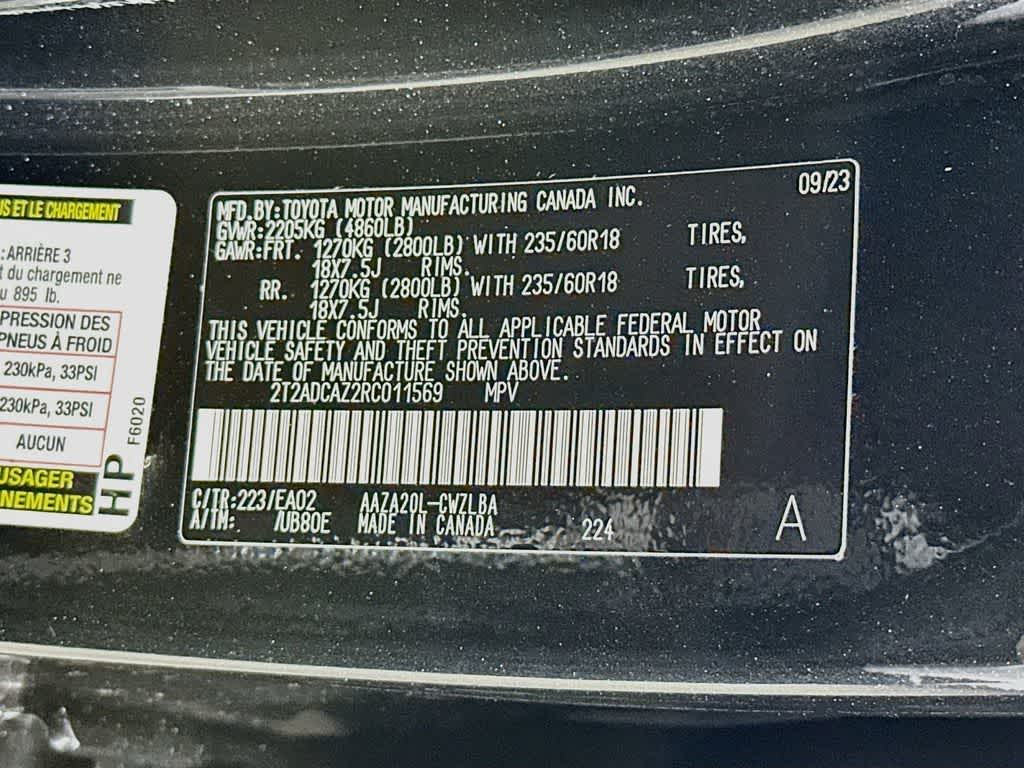 US ET LE CHARGEMENT
: ARRIÈRE 3
t du chargement ne
u 895 lb.
PRESSION DES
PNEUS À FROID
230kPa, 33PSI
230kPa, 33PSI
AUCUN
USAGER
NEMENTS
HP
F6020
09/23
MFD.BY:TOYOTA MOTOR MANUFACTURING CANADA INC.
GVWR:2205KG (4860LB)
GAWR:FRT. 1270KG (2800LB) WITH 235/60R18 TIRES,
18X7.5J RIMS.
RR. 1270KG (2800LB) WITH 235/60R18 TIRES,
18X7.5J RIMS.
THIS VEHICLE CONFORMS TO ALL APPLICABLE FEDERAL MOTOR
VEHICLE SAFETY AND THEFT PREVENTION STANDARDS IN EFFECT ON
THE DATE OF MANUFACTURE SHOWN ABOVE.
2T2ADCAZ2RC011569 MPV
C/TR:223/EA02 AAZA20L-CWZLBA
A/TM: /UB80E MADE IN CANADA 224
A